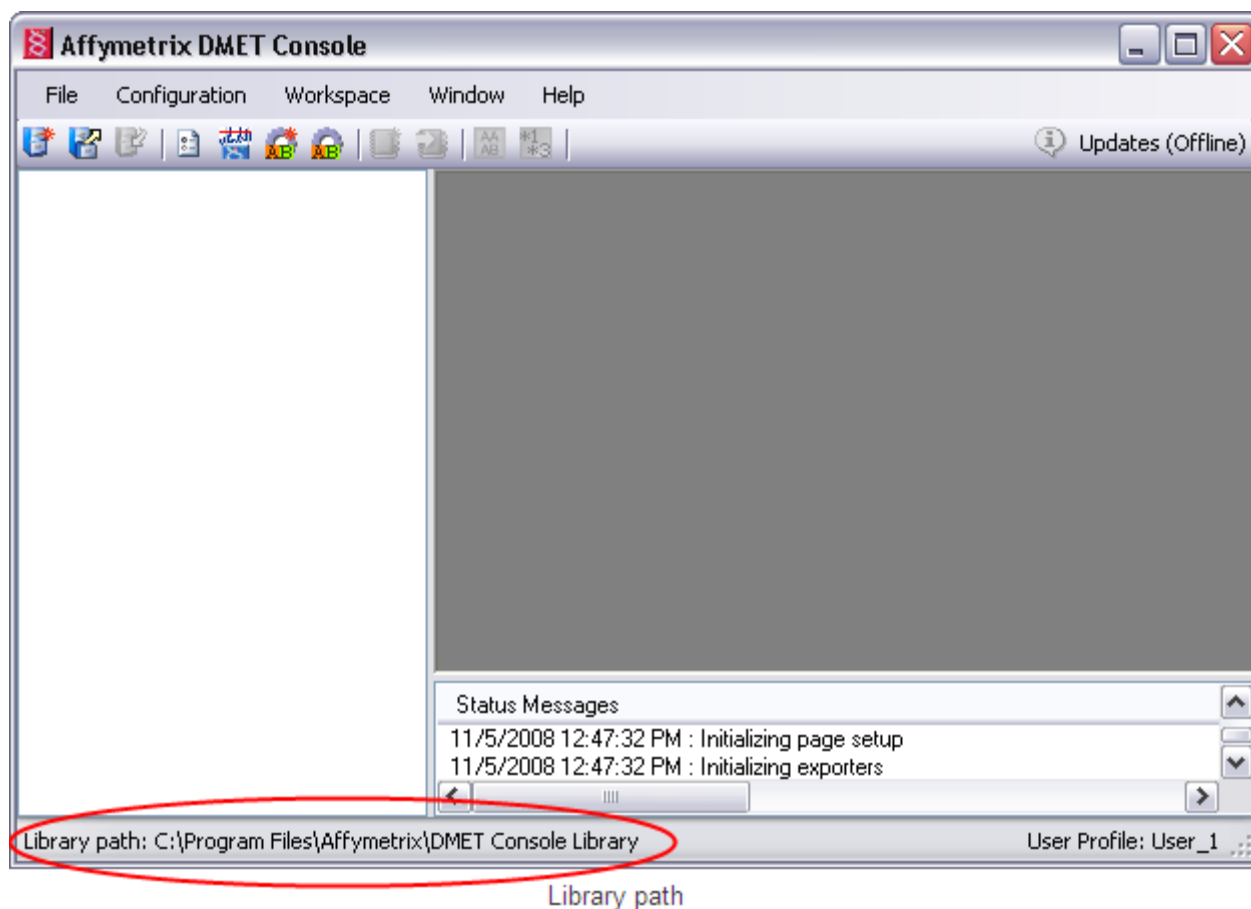 Affymetrix DMET Console
File Configuration Workspace Window Help
Updates (Offline)
Status Messages
11/5/2008 12:47:32 PM : Initializing page setup
11/5/2008 12:47:32 PM : Initializing exporters
Library path: C:\Program Files\Affymetrix\DMET Console Library User Profile: User_1
Library path